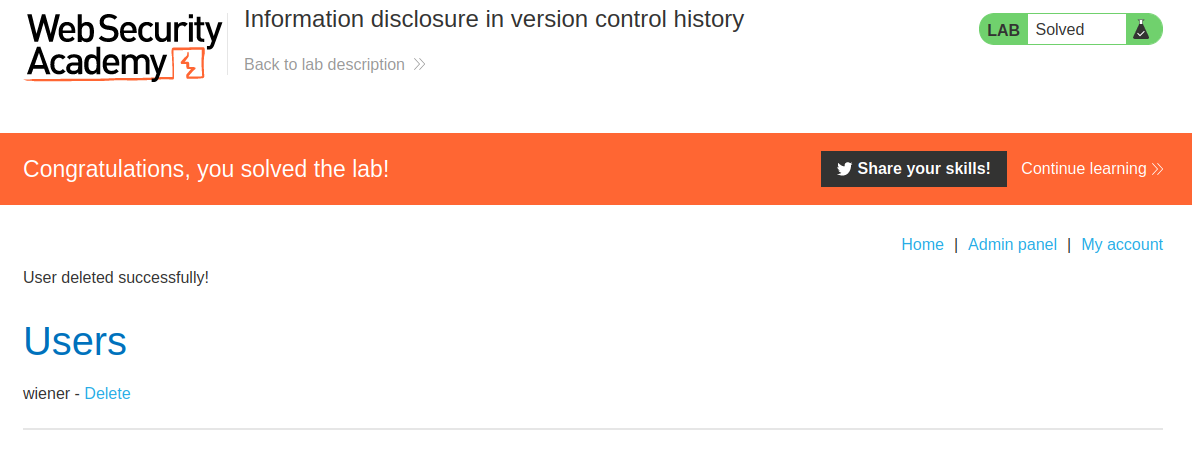 Web Security
Academy
Information disclosure in version control history
Back to lab description
LAB Solved
Congratulations, you solved the lab!
Share your skills! Continue learning
Home | Admin panel | My account
User deleted successfully!
Users
wiener - Delete